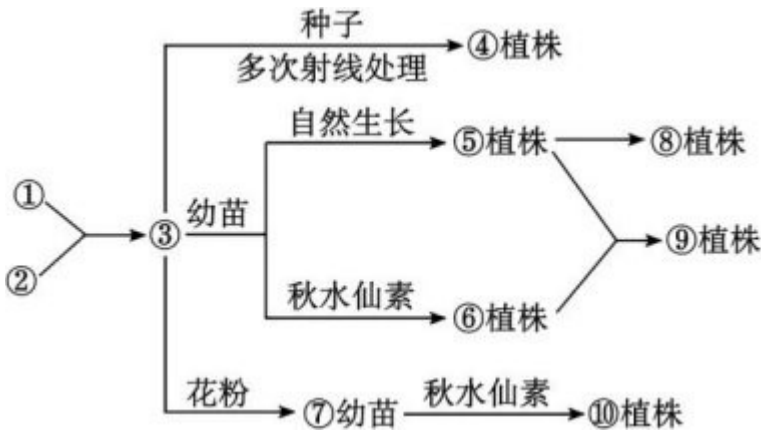 种子
多次射线处理
④植株
自然生长
⑤植株
⑧植株
①
②
③
幼苗
⑨植株
秋水仙素
⑥植株
花粉
⑦幼苗
秋水仙素
⑩植株